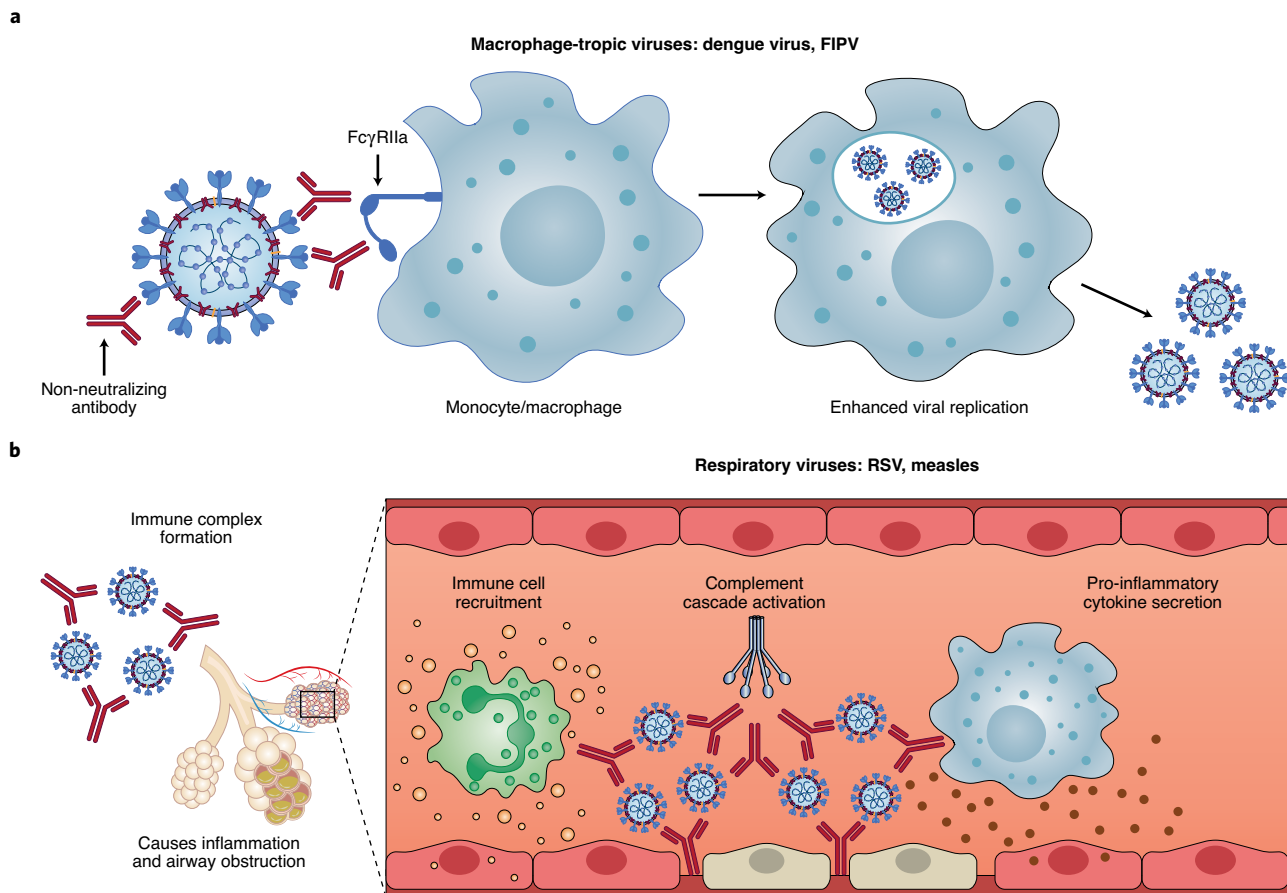 a
Macrophage-tropic viruses: dengue virus, FIPV
FcγRIIa
Non-neutralizing
antibody
Monocyte/macrophage
Enhanced viral replication
b
Respiratory viruses: RSV, measles
Immune complex
formation
Immune cell
recruitment
Complement
cascade activation
Pro-inflammatory
cytokine secretion
Causes inflammation
and airway obstruction